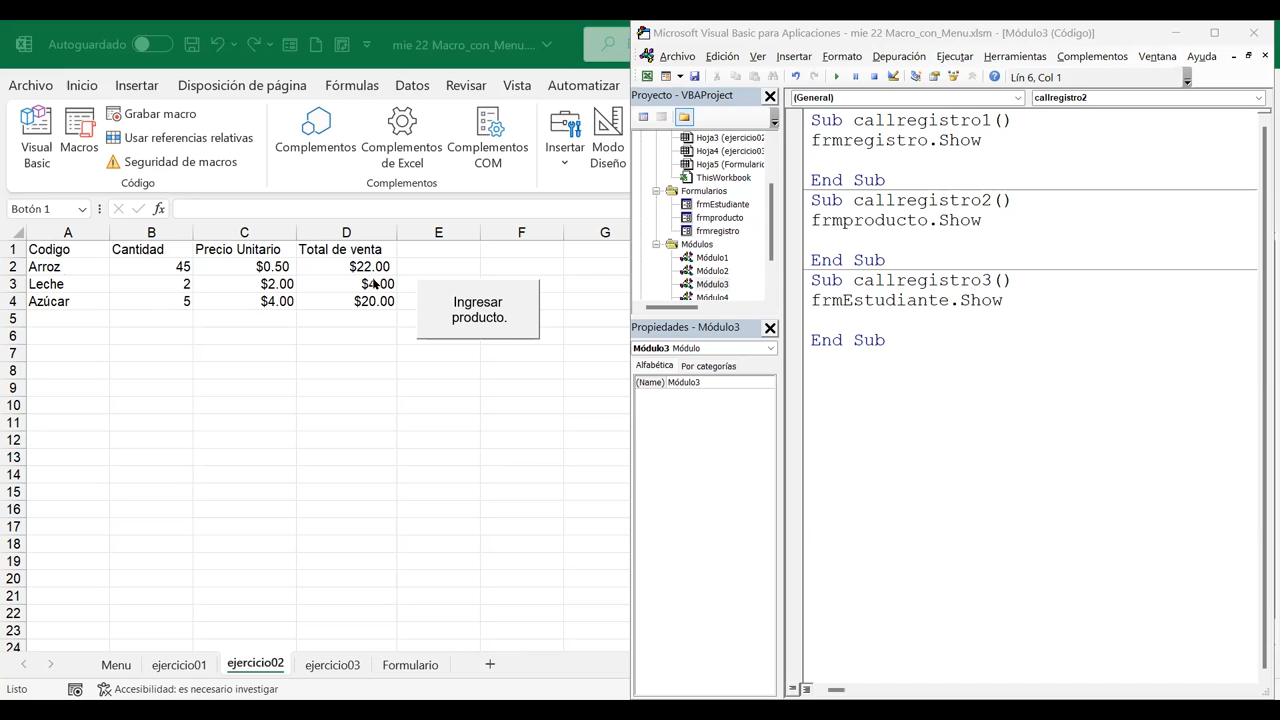 Autoguardado
mie 22 Macro_con_Menu....
Archivo Inicio Insertar Disposición de página Fórmulas Datos Revisar Vista Automatizar
Visual Basic
Macros
Grabar macro
Usar referencias relativas
Seguridad de macros
Código
Complementos
Complementos de Excel
Complementos COM
Complementos
Insertar
Modo Diseño
Botón 1
fx
A B C D E F G
1 Codigo Cantidad Precio Unitario Total de venta
2 Arroz 45 $0.50 $22.00
3 Leche 2 $2.00 $4.00
4 Azúcar 5 $4.00 $20.00
5
6
7
8
9
10
11
12
13
14
15
16
17
18
19
20
21
22
23
24
Ingresar
producto.
Menu ejercicio01 ejercicio02 ejercicio03 Formulario
Listo
Accesibilidad: es necesario investigar
Microsoft Visual Basic para Aplicaciones - mie 22 Macro_con_Menu.xlsm - [Módulo3 (Código)]
Archivo Edición Ver Insertar Formato Depuración Ejecutar Herramientas Complementos Ventana Ayuda
Lín 6, Col 1
Proyecto - VBAProject
Hoja3 (ejercicio02
Hoja4 (ejercicio03
Hoja5 (Formulario
ThisWorkbook
Formularios
frmEstudiante
frmproducto
frmregistro
Módulos
Módulo1
Módulo2
Módulo3
Módulo4
Propiedades - Módulo3
Módulo3 Módulo
Alfabética Por categorías
(Name) Módulo3
(General) callregistro2
Sub callregistro1()
frmregistro.Show
End Sub
Sub callregistro2()
frmproducto.Show
End Sub
Sub callregistro3()
frmEstudiante.Show
End Sub